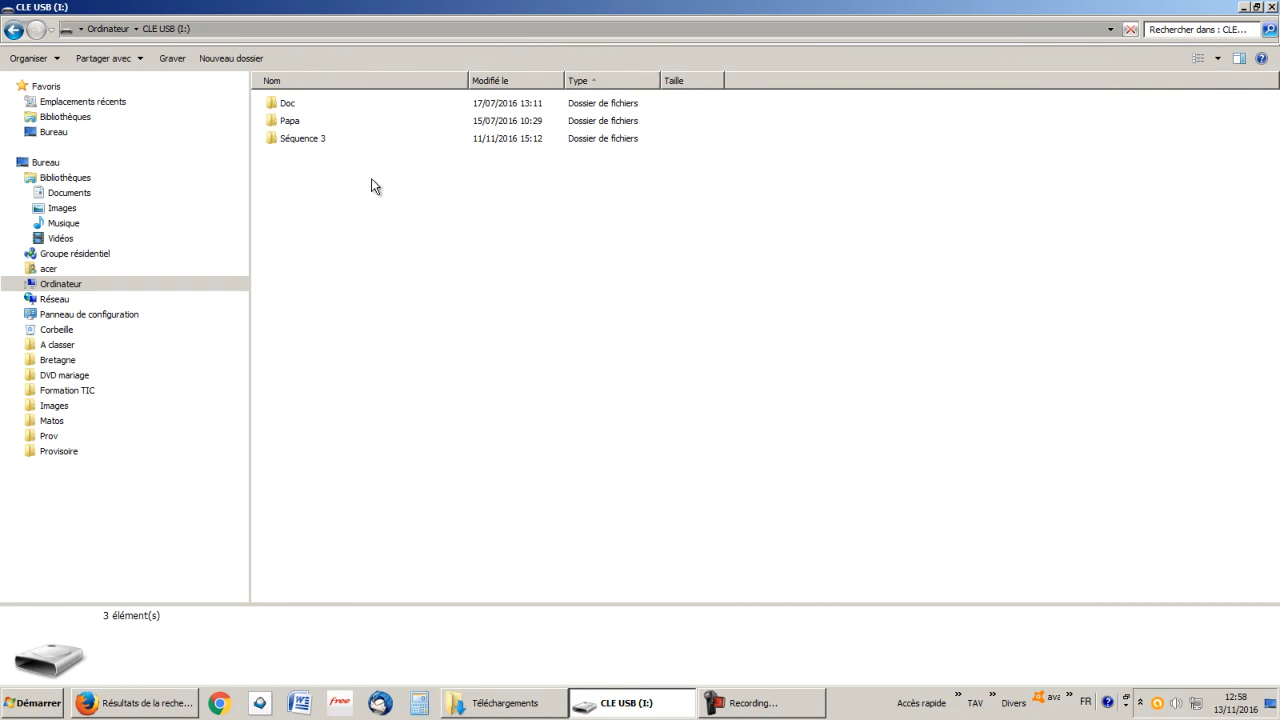 CLE USB (I:)
Ordinateur CLE USB (I:)
Rechercher dans : CLE...
Organiser Partager avec Graver Nouveau dossier
Nom Modifié le Type Taille
Favoris
Emplacements récents
Bibliothèques
Bureau
Bureau
Bibliothèques
Documents
Images
Musique
Vidéos
Groupe résidentiel
acer
Ordinateur
Réseau
Panneau de configuration
Corbeille
A classer
Bretagne
DVD mariage
Formation TIC
Images
Matos
Prov
Provisoire
Doc 17/07/2016 13:11 Dossier de fichiers
Papa 15/07/2016 10:29 Dossier de fichiers
Séquence 3 11/11/2016 15:12 Dossier de fichiers
3 élément(s)
Démarrer Résultats de la reche... free Téléchargements CLE USB (I:) Recording... Accès rapide » TAV » Divers ava » FR 12:58
13/11/2016